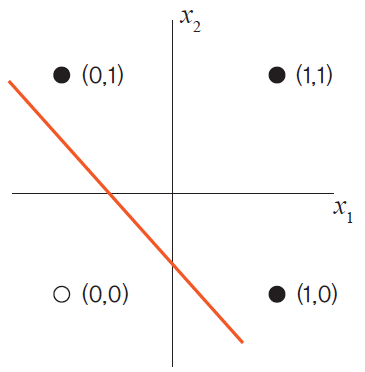 x₂
(0,1)
(1,1)
x₁
(0,0)
(1,0)